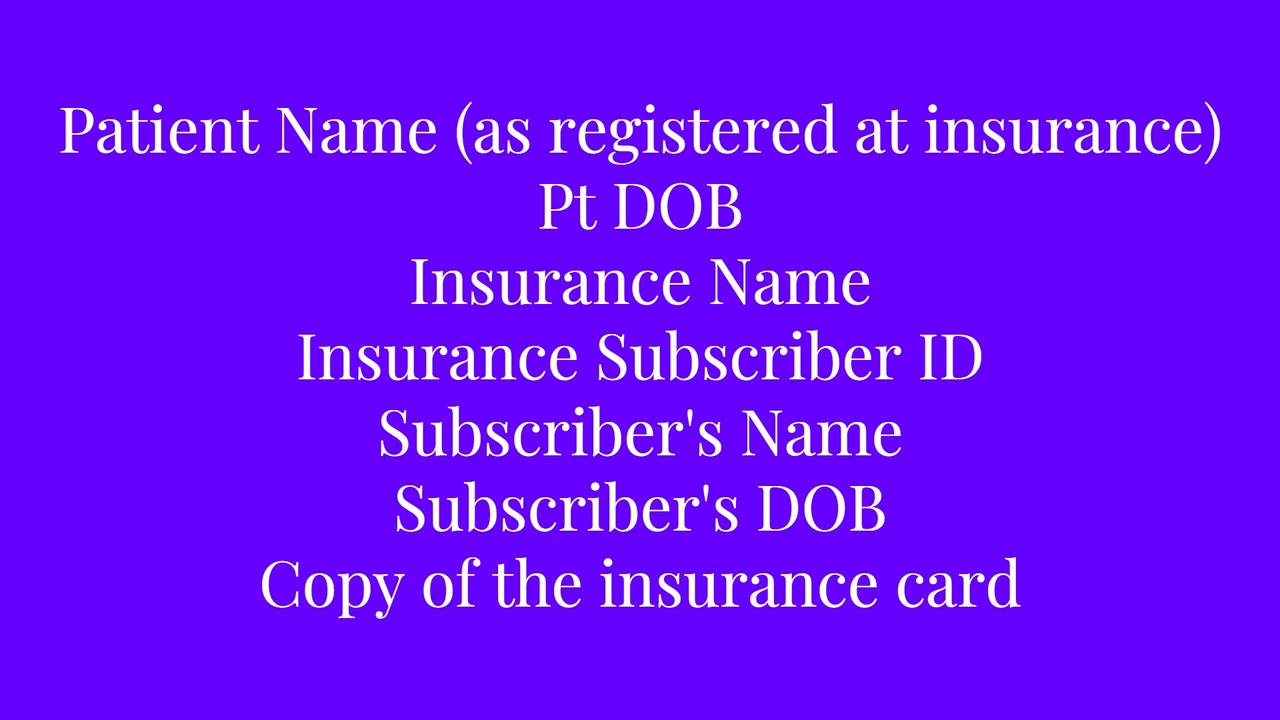 Patient Name (as registered at insurance)
Pt DOB
Insurance Name
Insurance Subscriber ID
Subscriber's Name
Subscriber's DOB
Copy of the insurance card